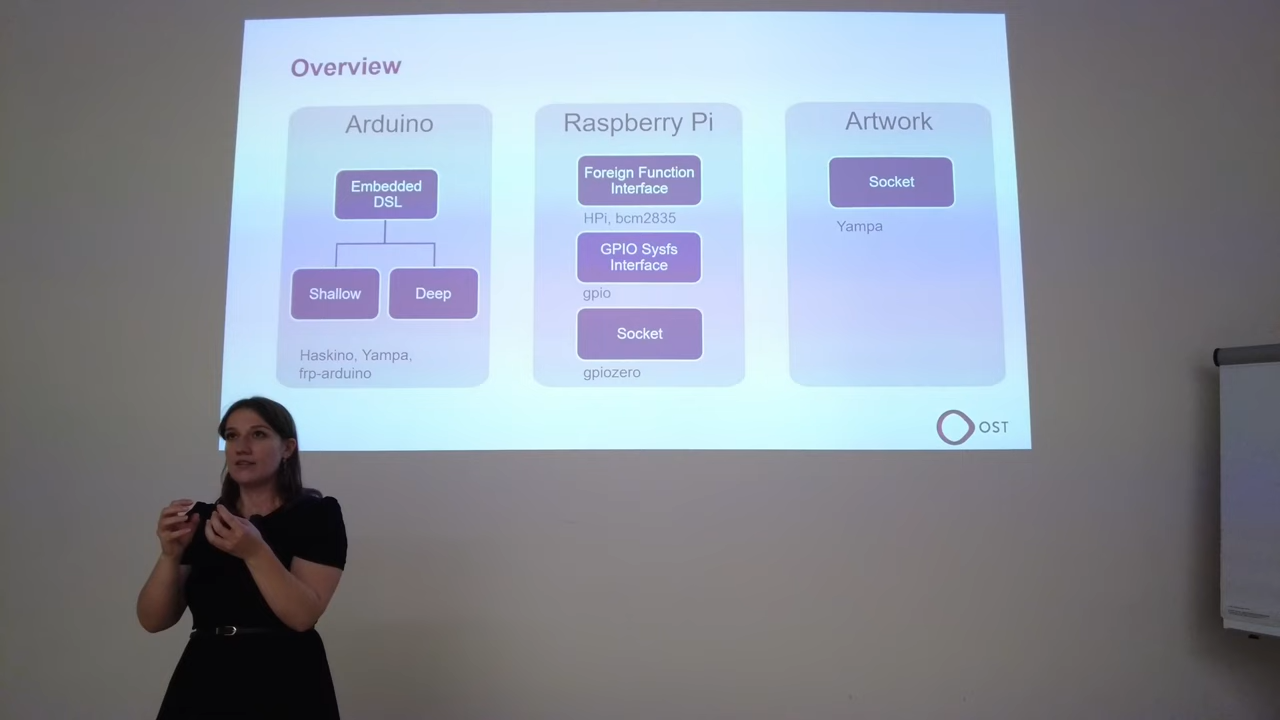 Overview
Arduino
Embedded
DSL
Shallow
Deep
Haskino, Yampa,
frp-arduino
Raspberry Pi
Foreign Function
Interface
HPi, bcm2835
GPIO Sysfs
Interface
gpio
Socket
gpiozero
Artwork
Socket
Yampa
OST